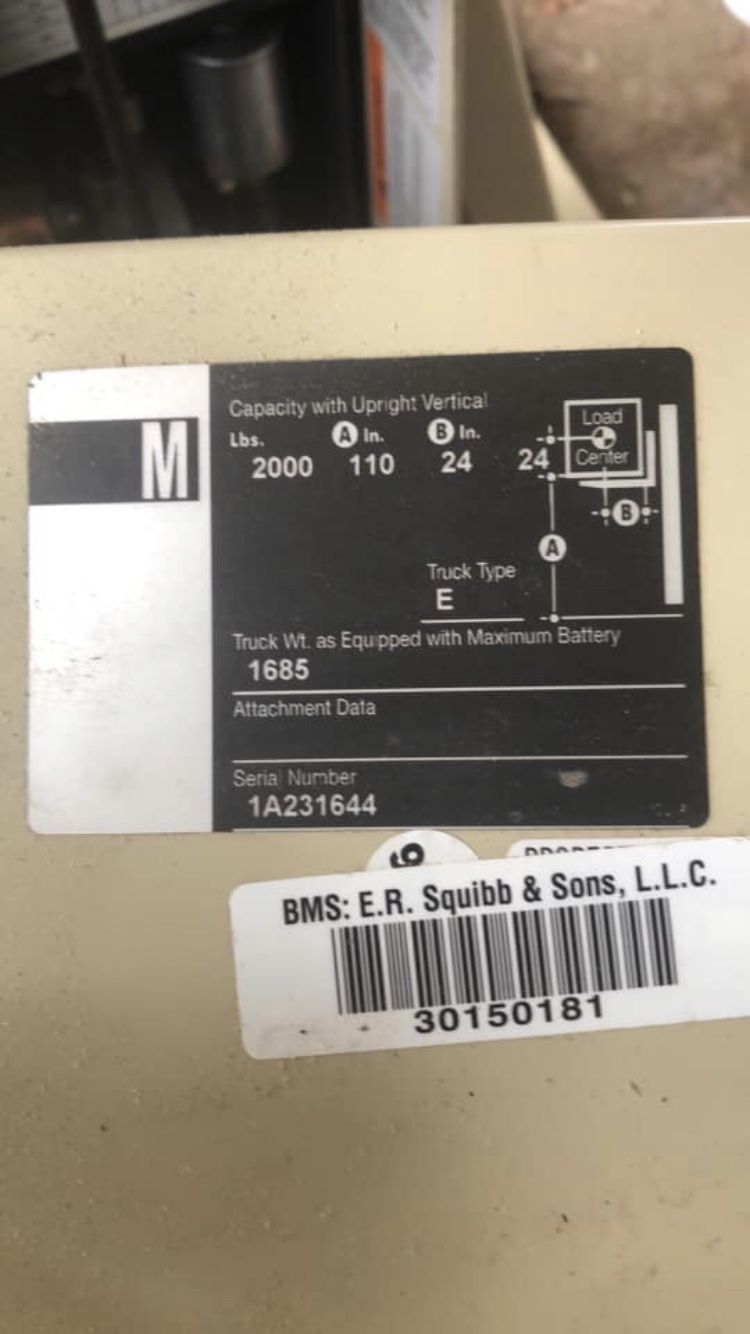 M
Capacity with Upright Vertical
Lbs. A In. B In.
2000 110 24 24
Load
Center
B
A
Truck Type
E
Truck Wt. as Equipped with Maximum Battery
1685
Attachment Data
Serial Number
1A231644
BMS: E.R. Squibb & Sons, L.L.C.
30150181